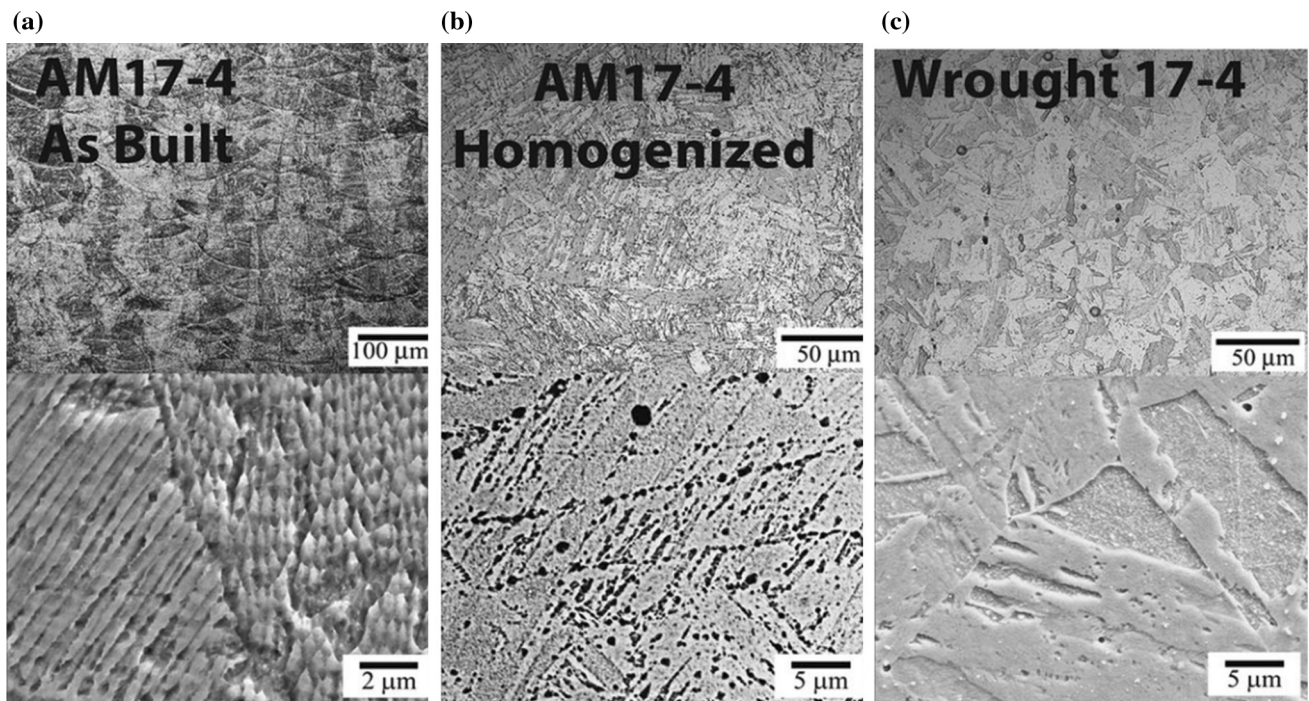 (a)
(b)
(c)
AM17-4
As Built
AM17-4
Homogenized
Wrought 17-4
100 μm
50 μm
50 μm
2 μm
5 μm
5 μm